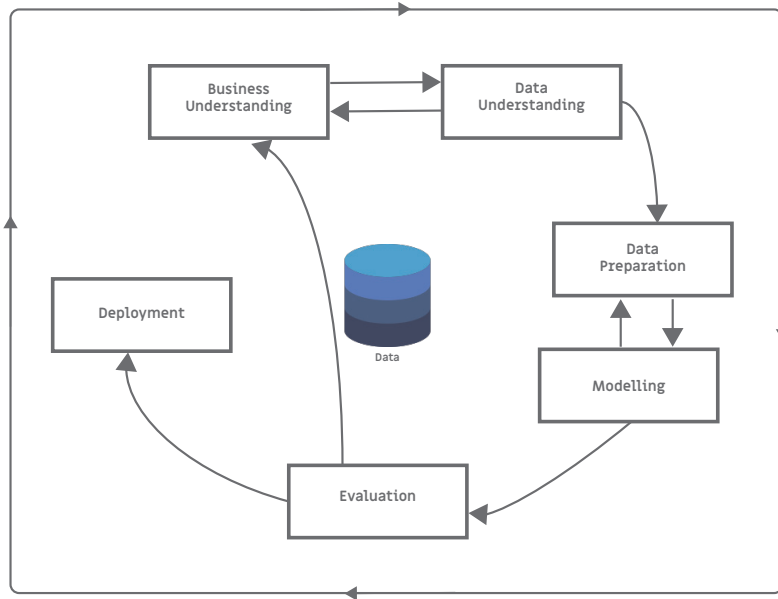 Business
Understanding
Data
Understanding
Data
Preparation
Deployment
Data
Modelling
Evaluation